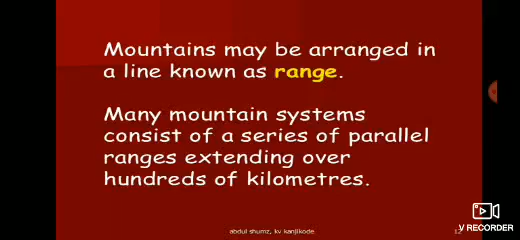 Mountains may be arranged in
a line known as range.
Many mountain systems
consist of a series of parallel
ranges extending over
hundreds of kilometres.
abdul shumz, kv kanjikode
12
V RECORDER